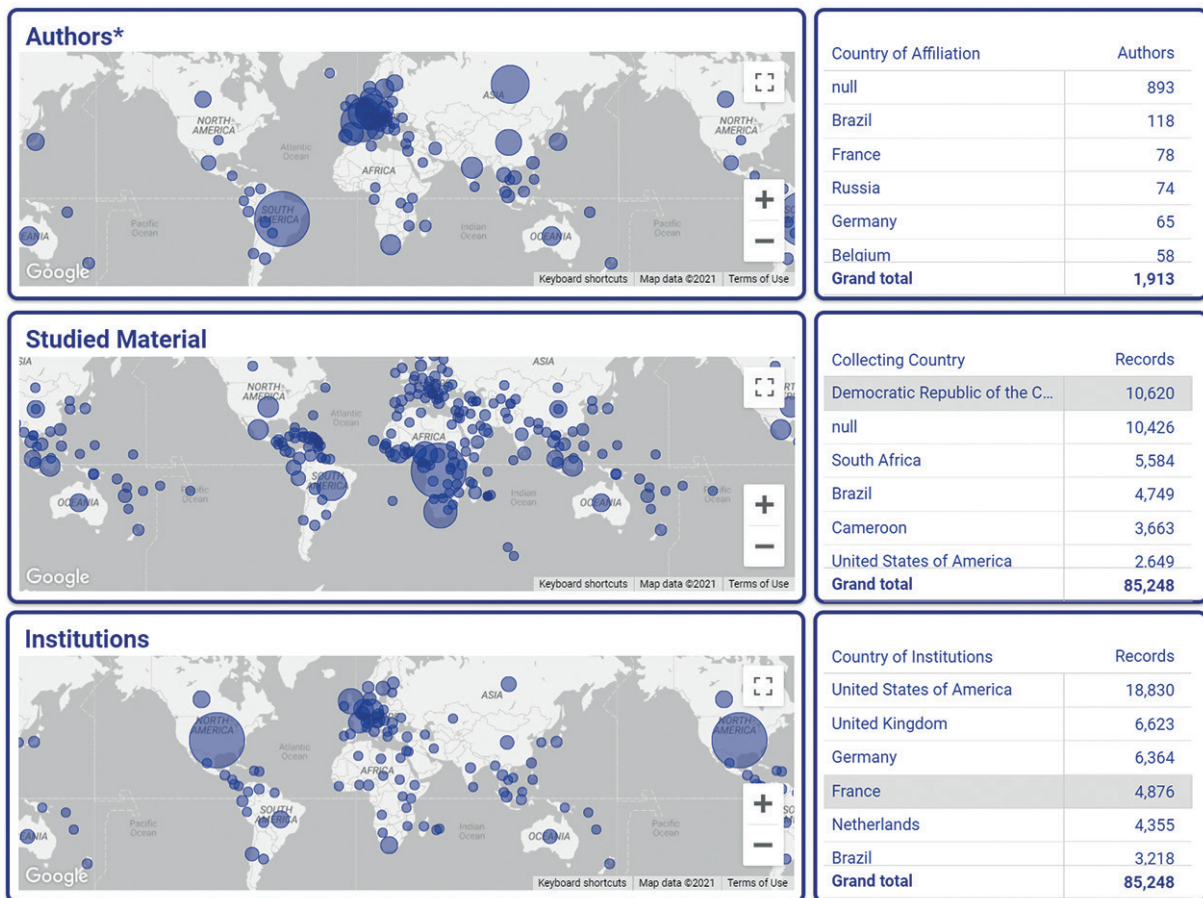 Authors*
ASIA
NORTH
AMERICA
Atlantic
Ocean
AFRICA
NORTH
AMERICA
SOUTH
AMERICA
Pacific
Ocean
Indian
Ocean
EANIA
OCEANIA
Pacific
Ocean
Google
Keyboard shortcuts Map data ©2021 Terms of Use
Country of Affiliation Authors
null 893
Brazil 118
France 78
Russia 74
Germany 65
Belgium 58
Grand total 1,913
Studied Material
SIA
ASIA
NORTH
AMERICA
Atlantic
Ocean
AFRICA
SOUTH
AMERICA
Pacific
Ocean
Indian
Ocean
Pacific
Ocean
OCEANIA
OCEANIA
Google
Keyboard shortcuts Map data ©2021 Terms of Use
Collecting Country Records
Democratic Republic of the C... 10,620
null 10,426
South Africa 5,584
Brazil 4,749
Cameroon 3,663
United States of America 2.649
Grand total 85,248
Institutions
ASIA
NORTH
AMERICA
NORTH
AMERICA
Atlantic
Ocean
AFRICA
SOUTH
AMERICA
Pacific
Ocean
Indian
Ocean
Pacific
Ocean
EANIA
OCEANIA
Google
Keyboard shortcuts Map data ©2021 Terms of Use
Country of Institutions Records
United States of America 18,830
United Kingdom 6,623
Germany 6,364
France 4,876
Netherlands 4,355
Brazil 3,218
Grand total 85,248